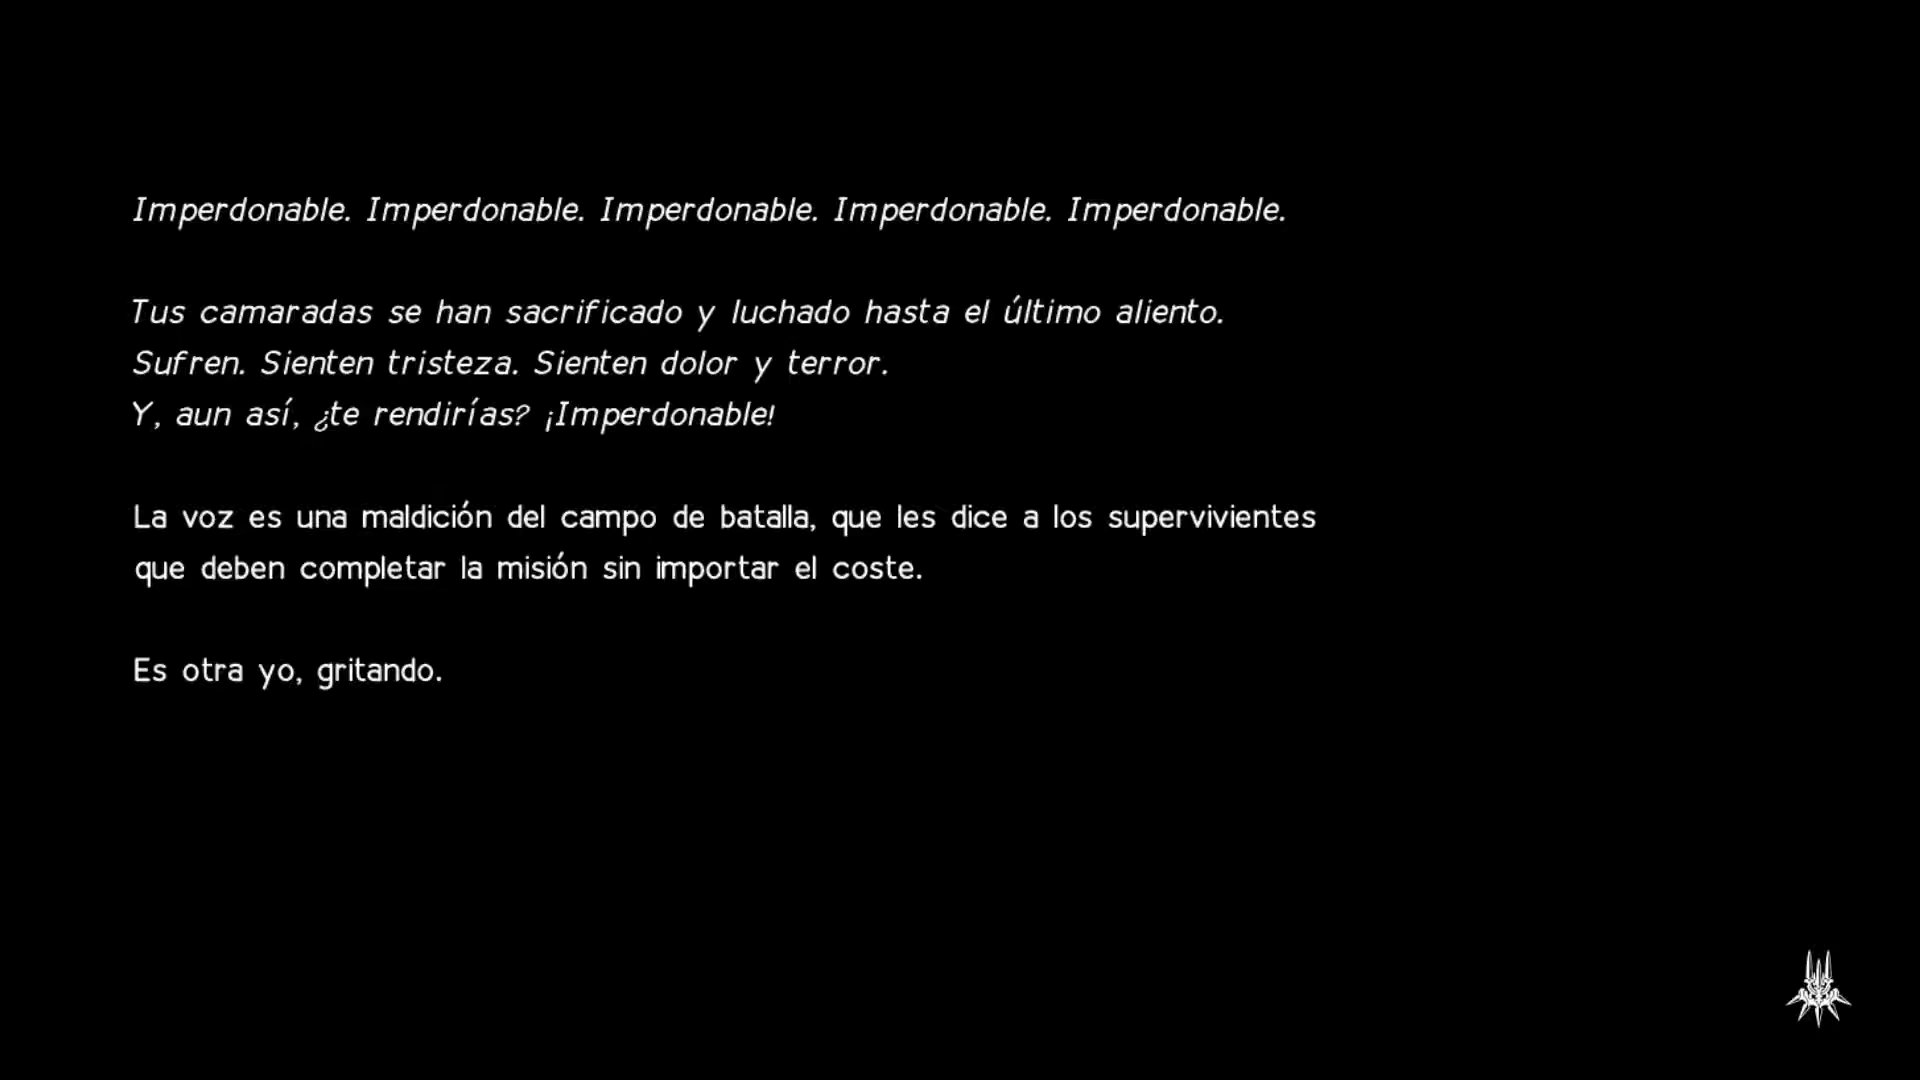 Imperdonable. Imperdonable. Imperdonable. Imperdonable. Imperdonable.
Tus camaradas se han sacrificado y luchado hasta el último aliento.
Sufren. Sienten tristeza. Sienten dolor y terror.
Y, aun así, ¿te rendirías? ¡Imperdonable!
La voz es una maldición del campo de batalla, que les dice a los supervivientes
que deben completar la misión sin importar el coste.
Es otra yo, gritando.